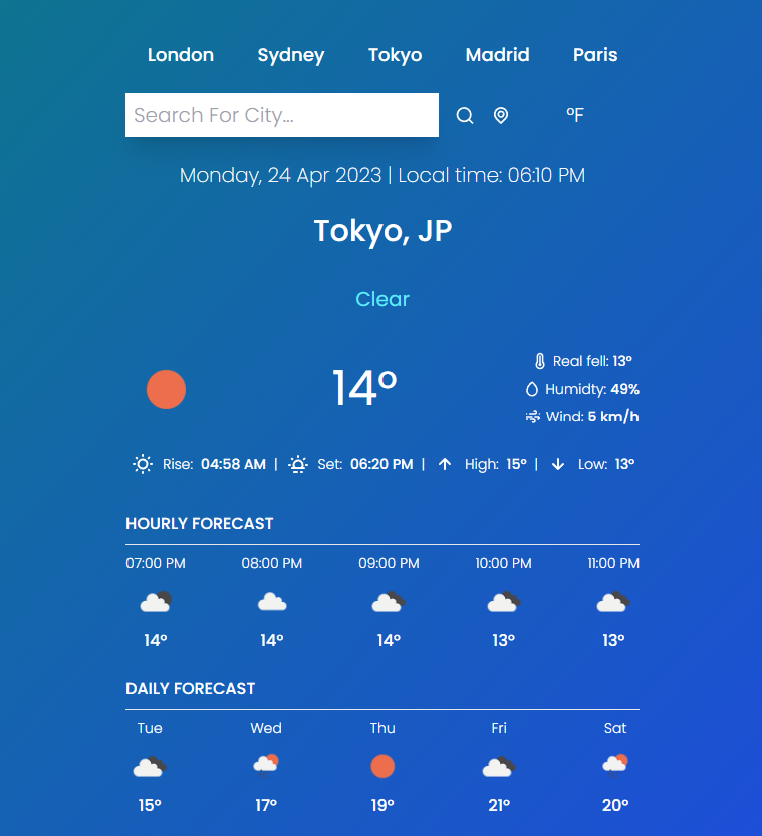 London Sydney Tokyo Madrid Paris
Search For City...
°F
Monday, 24 Apr 2023 | Local time: 06:10 PM
Tokyo, JP
Clear
14°
Real fell: 13°
Humidty: 49%
Wind: 5 km/h
Rise: 04:58 AM | Set: 06:20 PM | High: 15° | Low: 13°
HOURLY FORECAST
07:00 PM 08:00 PM 09:00 PM 10:00 PM 11:00 PM
14° 14° 14° 13° 13°
DAILY FORECAST
Tue Wed Thu Fri Sat
15° 17° 19° 21° 20°